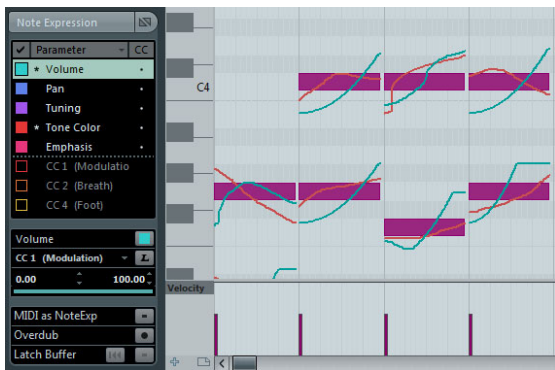 Note Expression
Parameter CC
* Volume
Pan
Tuning
* Tone Color
Emphasis
CC 1 (Modulatio
CC 2 (Breath)
CC 4 (Foot)
Volume
CC 1 (Modulation) L
0.00 100.00
MIDI as NoteExp
Overdub
Latch Buffer
C4
Velocity